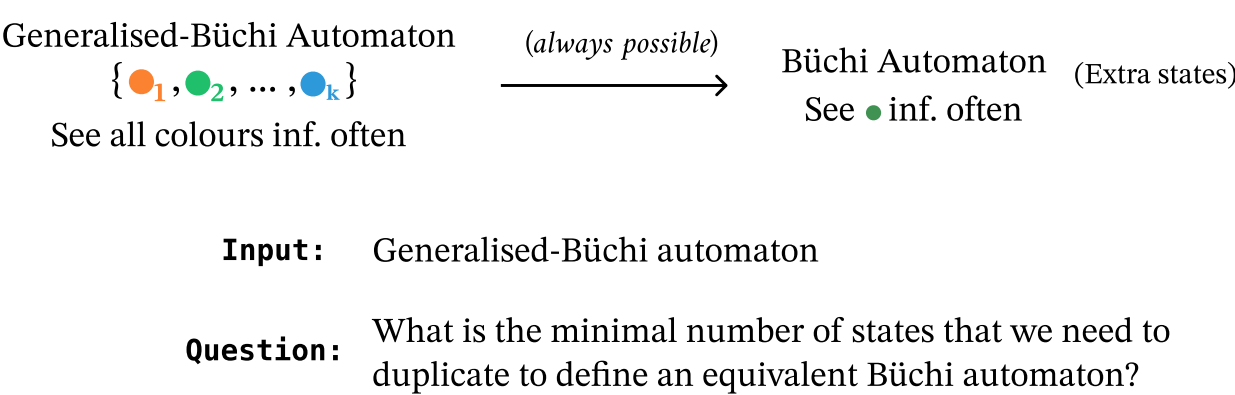 Generalised-Büchi Automaton
{●1,●2, ... ,●k}
See all colours inf. often
(always possible)
Büchi Automaton
See ● inf. often
(Extra states)
Input: Generalised-Büchi automaton
Question: What is the minimal number of states that we need to
duplicate to define an equivalent Büchi automaton?